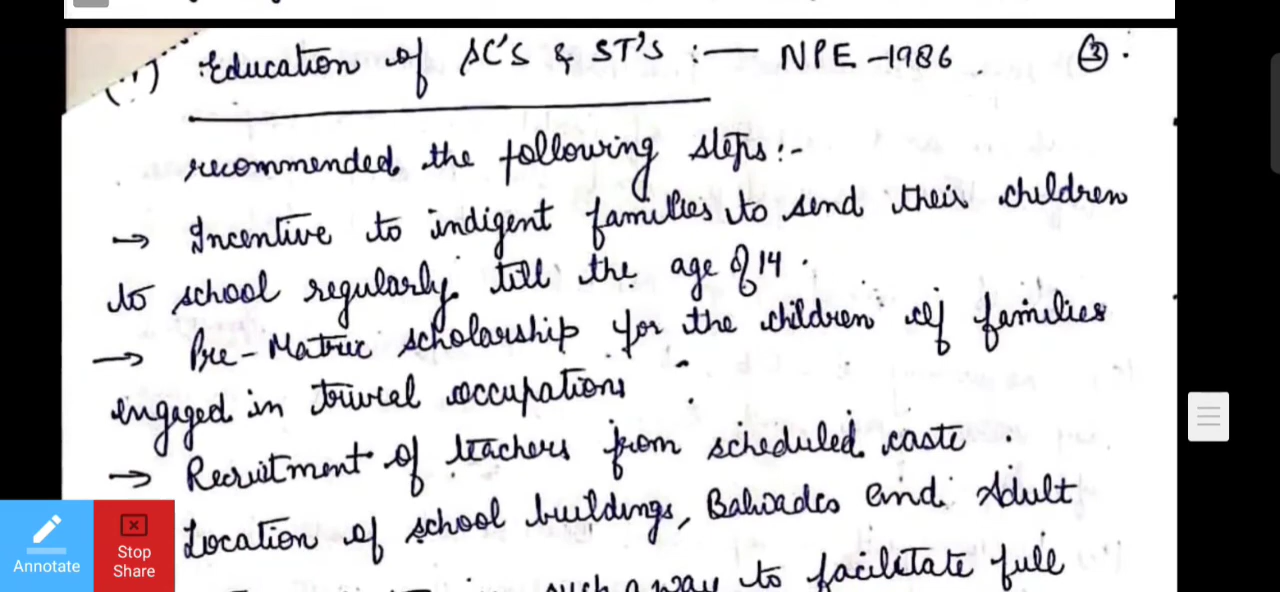 Education of SC'S & ST'S :— NPE -1986 . ③.
recommended the following steps:-
→ Incentive to indigent families to send their children
to school regularly till the age of 14 .
→ Pre-Matric scholarship for the children of families
engaged in trivial occupations .
→ Recruitment of teachers from scheduled caste .
Location of school buildings, Balwades and Adult
such a way to facilitate full
Annotate
Stop
Share